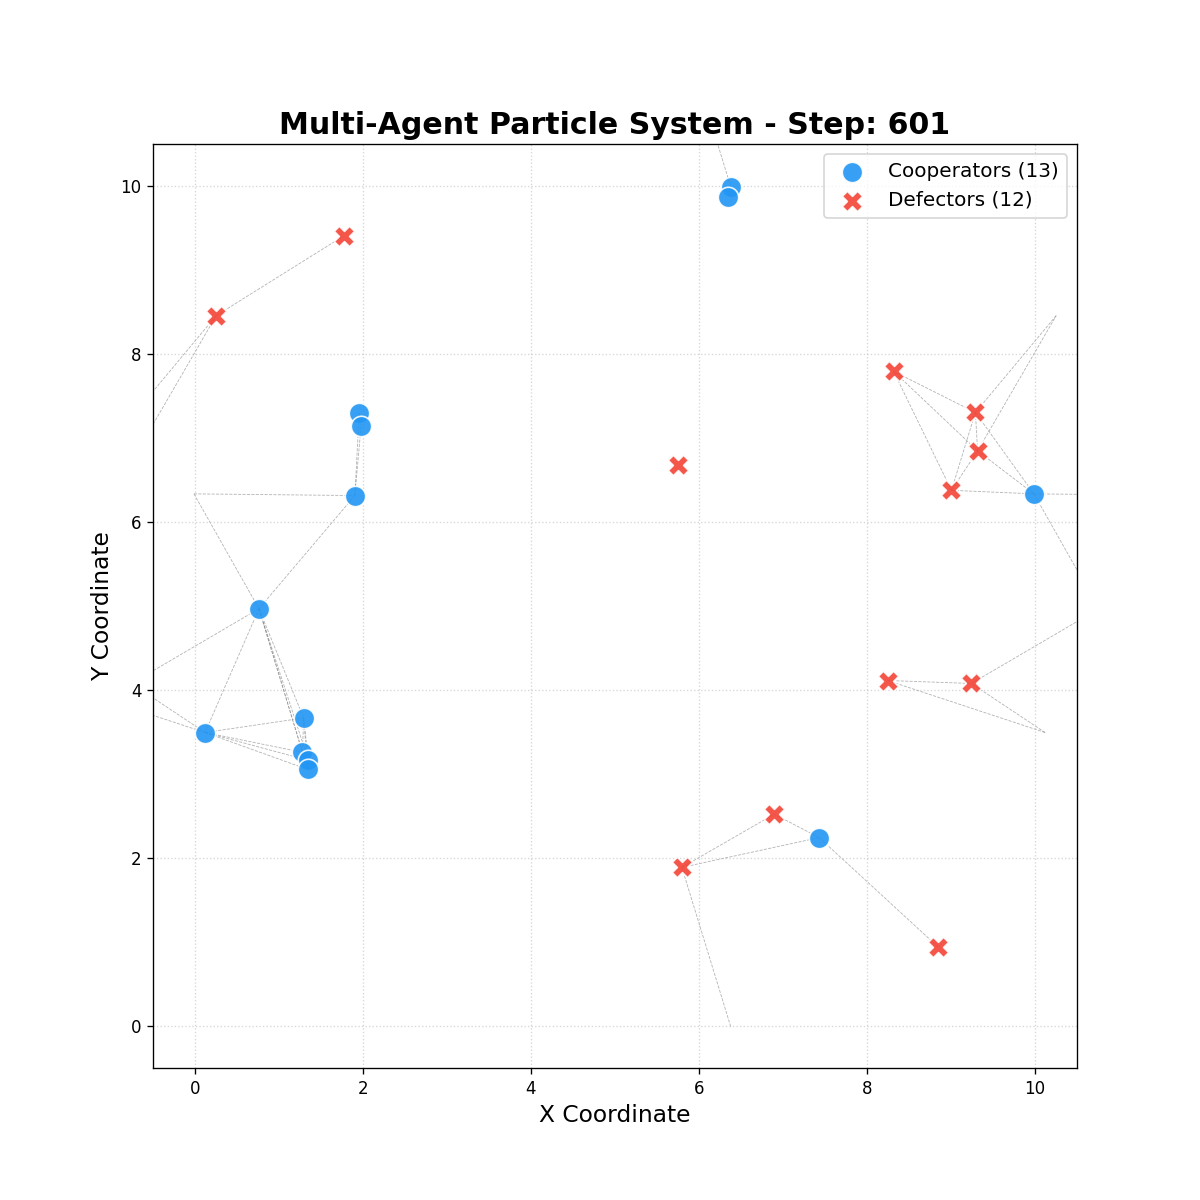 Multi-Agent Particle System - Step: 601
Cooperators (13)
Defectors (12)
10
8
6
4
2
0
Y Coordinate
0 2 4 6 8 10
X Coordinate